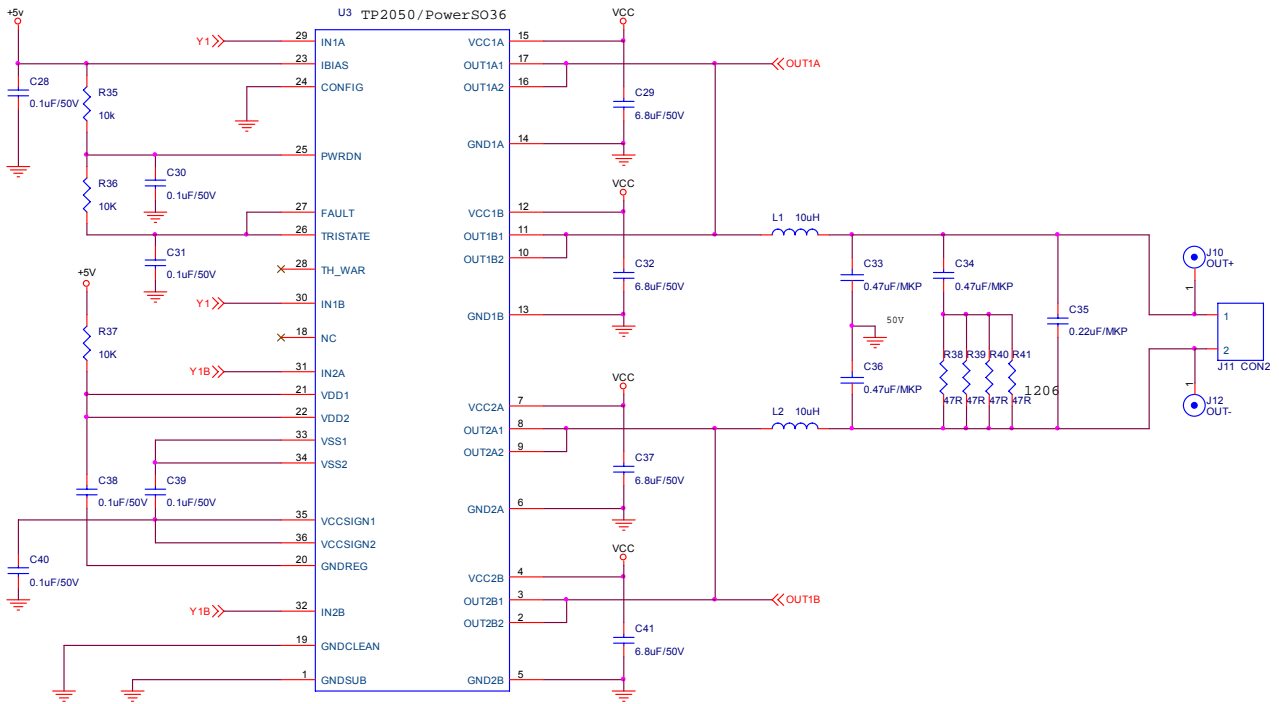 U3 TP2050/PowerSO36
+5v
C28
0.1uF/50V
R35
10k
R36
10K
C30
0.1uF/50V
C31
0.1uF/50V
+5V
R37
10K
C38
0.1uF/50V
C39
0.1uF/50V
C40
0.1uF/50V
Y1
Y1
Y1B
Y1B
29 IN1A
23 IBIAS
24 CONFIG
25 PWRDN
27 FAULT
26 TRISTATE
28 TH_WAR
30 IN1B
18 NC
31 IN2A
21 VDD1
22 VDD2
33 VSS1
34 VSS2
35 VCCSIGN1
36 VCCSIGN2
20 GNDREG
32 IN2B
19 GNDCLEAN
1 GNDSUB
VCC1A 15
OUT1A1 17
OUT1A2 16
GND1A 14
VCC1B 12
OUT1B1 11
OUT1B2 10
GND1B 13
VCC2A 7
OUT2A1 8
OUT2A2 9
GND2A 6
VCC2B 4
OUT2B1 3
OUT2B2 2
GND2B 5
VCC
C29
6.8uF/50V
VCC
C32
6.8uF/50V
VCC
C37
6.8uF/50V
VCC
C41
6.8uF/50V
OUT1A
OUT1B
L1 10uH
L2 10uH
C33
0.47uF/MKP
50V
C36
0.47uF/MKP
C34
0.47uF/MKP
R38 R39 R40 R41
47R 47R 47R 47R
1206
C35
0.22uF/MKP
J10
OUT+
1
1
2
J11 CON2
1
J12
OUT-